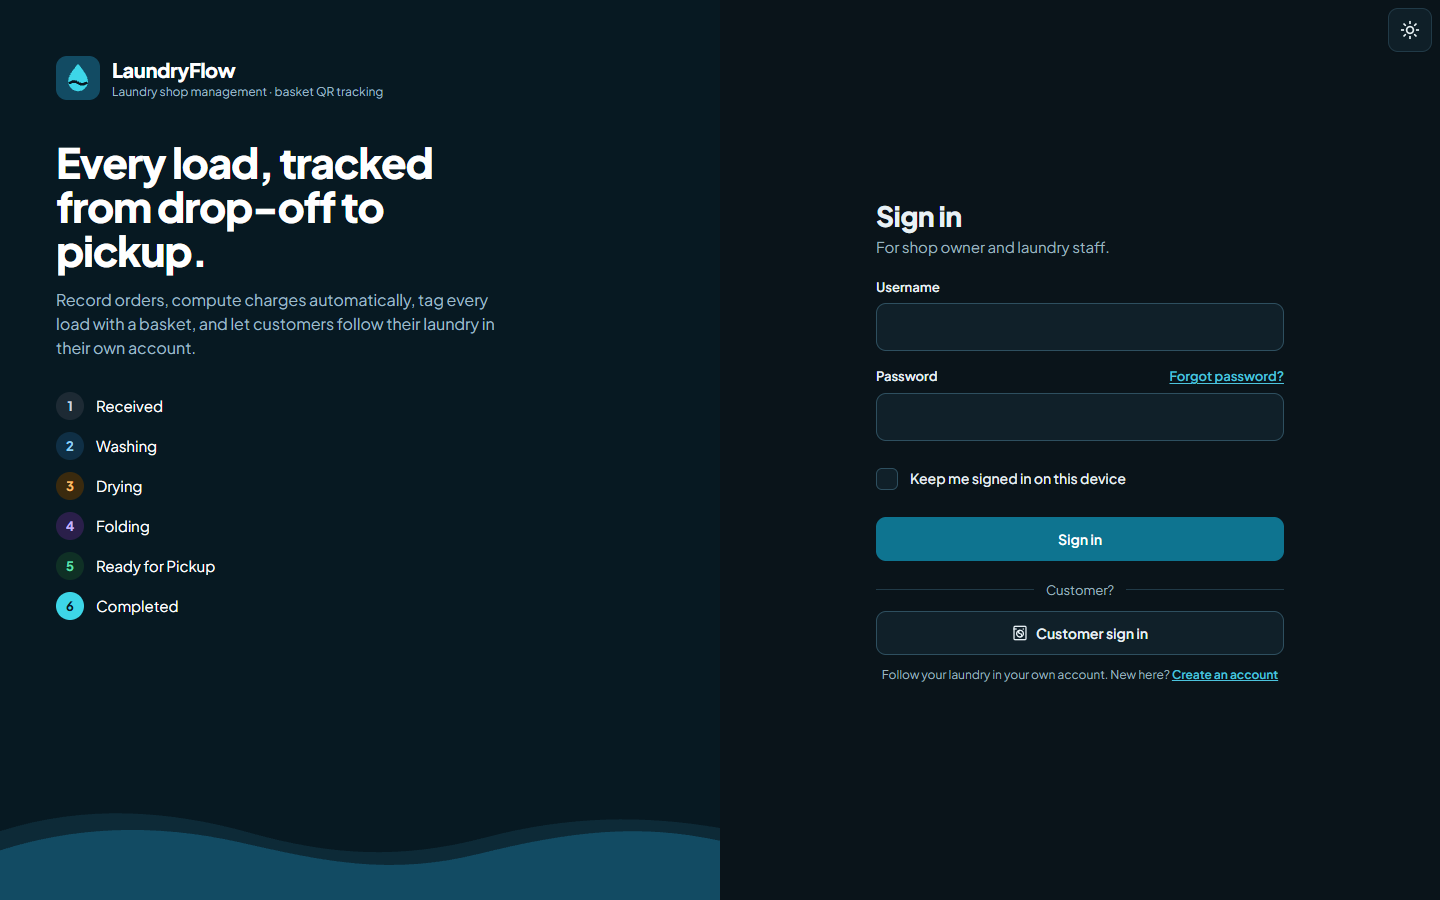 LaundryFlow
Laundry shop management · basket QR tracking
Every load, tracked
from drop-off to
pickup.
Record orders, compute charges automatically, tag every
load with a basket, and let customers follow their laundry in
their own account.
1 Received
2 Washing
3 Drying
4 Folding
5 Ready for Pickup
6 Completed
Sign in
For shop owner and laundry staff.
Username
Password Forgot password?
Keep me signed in on this device
Sign in
Customer?
Customer sign in
Follow your laundry in your own account. New here? Create an account